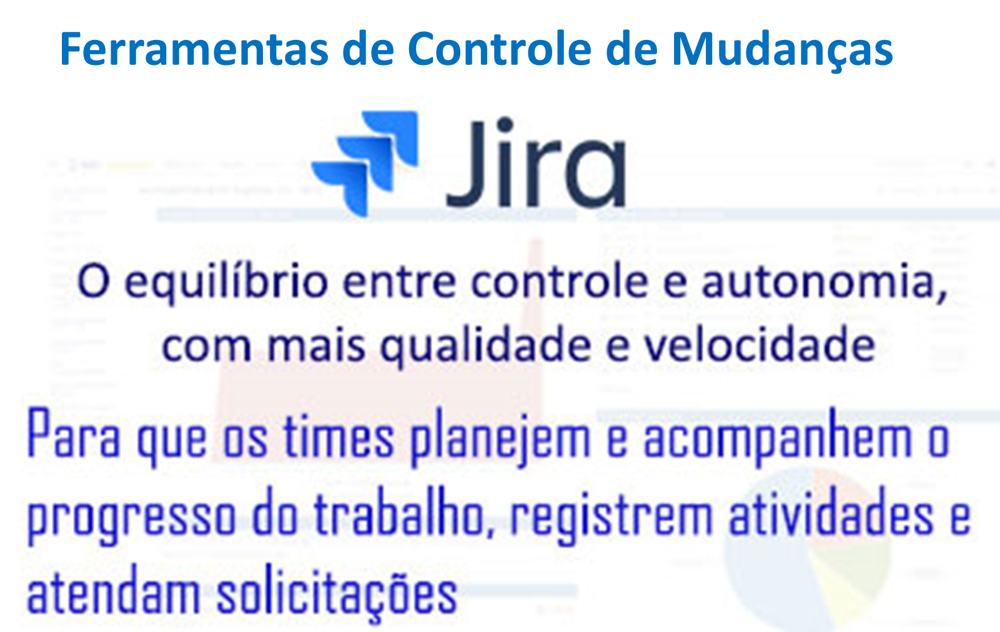 Ferramentas de Controle de Mudanças
Jira
O equilíbrio entre controle e autonomia,
com mais qualidade e velocidade
Para que os times planejem e acompanhem o
progresso do trabalho, registrem atividades e
atendam solicitações